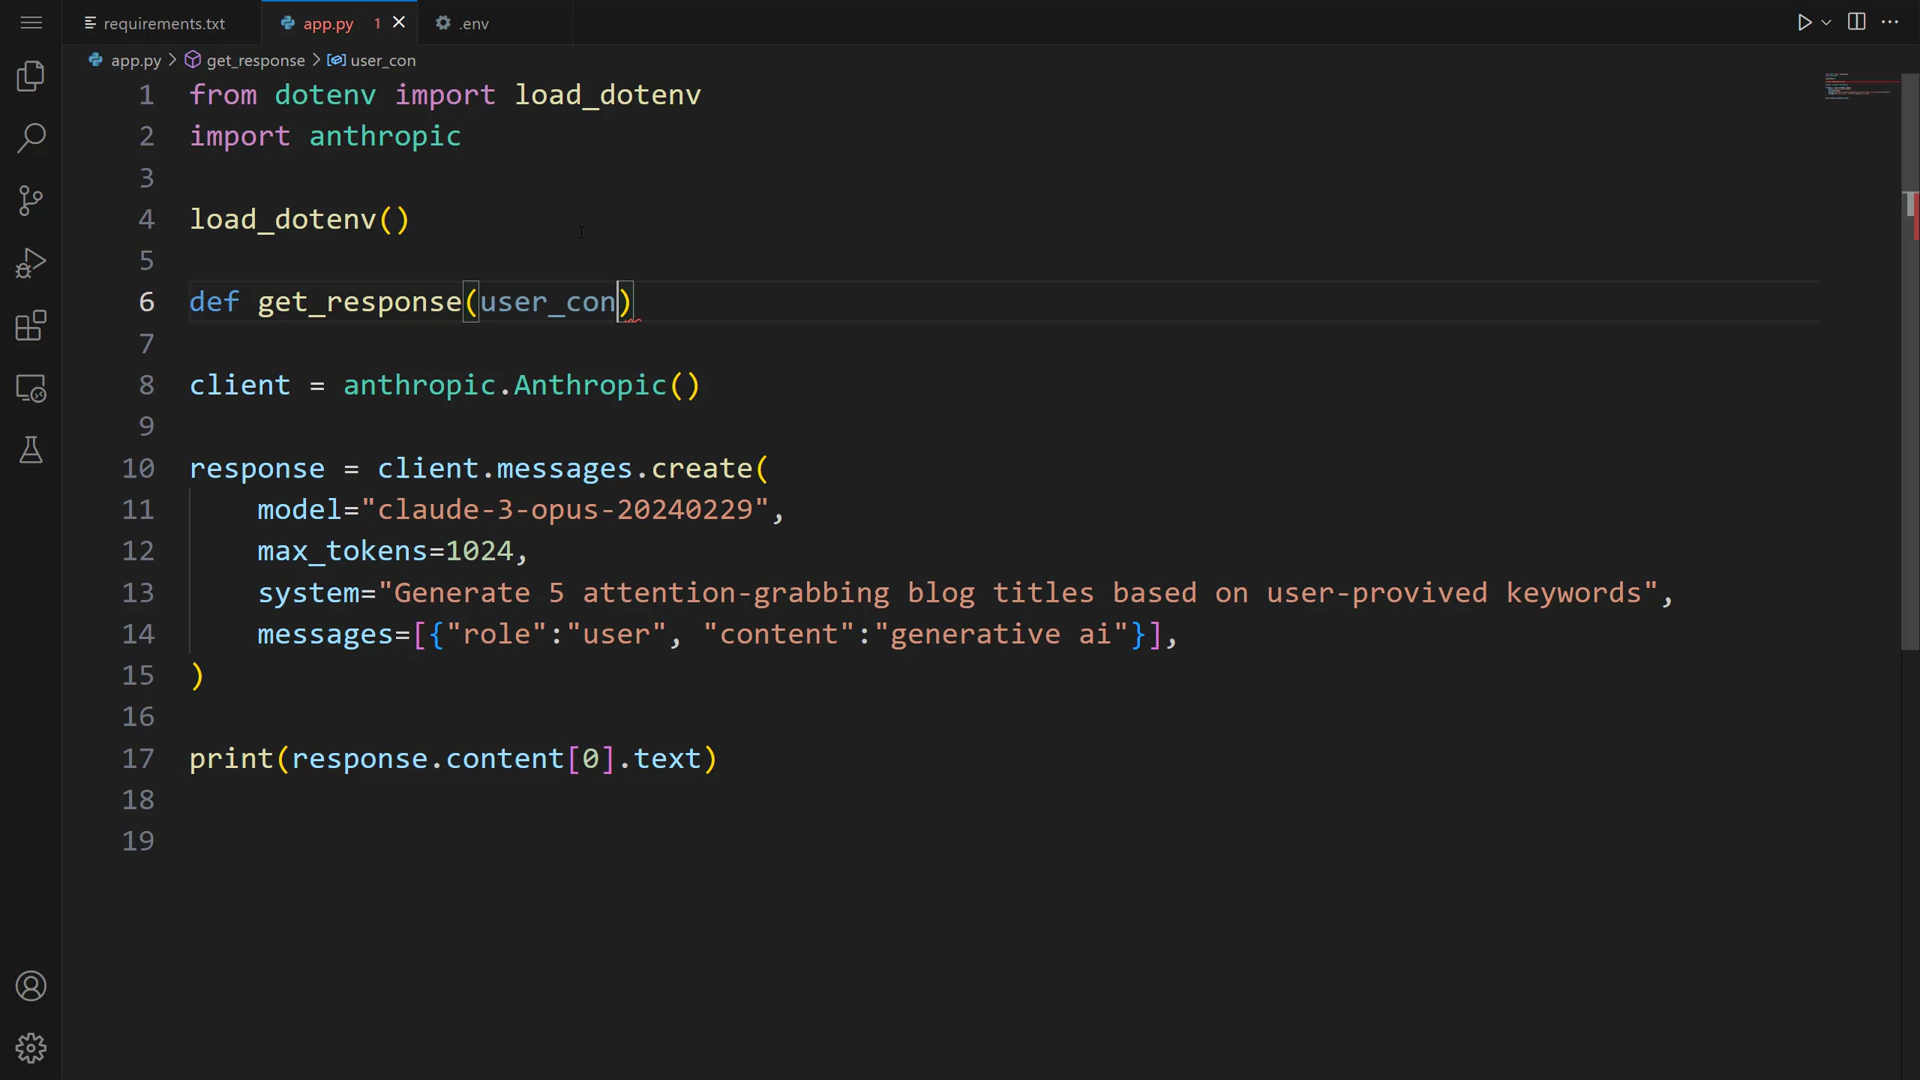 requirements.txt
app.py 1
.env
app.py > get_response > user_con
1 from dotenv import load_dotenv
2 import anthropic
3
4 load_dotenv()
5
6 def get_response(user_con)
7
8 client = anthropic.Anthropic()
9
10 response = client.messages.create(
11     model="claude-3-opus-20240229",
12     max_tokens=1024,
13     system="Generate 5 attention-grabbing blog titles based on user-provived keywords",
14     messages=[{"role":"user", "content":"generative ai"}],
15 )
16
17 print(response.content[0].text)
18
19